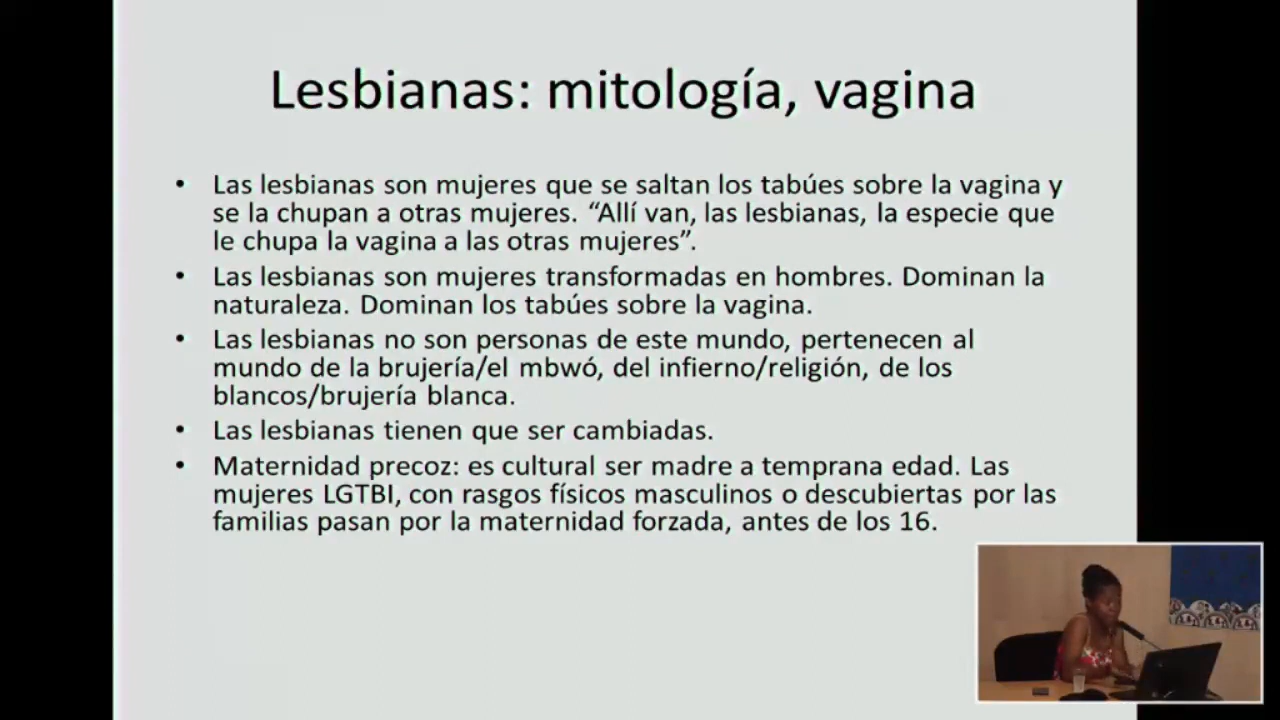 Lesbianas: mitología, vagina
• Las lesbianas son mujeres que se saltan los tabúes sobre la vagina y
se la chupan a otras mujeres. “Allí van, las lesbianas, la especie que
le chupa la vagina a las otras mujeres”.
• Las lesbianas son mujeres transformadas en hombres. Dominan la
naturaleza. Dominan los tabúes sobre la vagina.
• Las lesbianas no son personas de este mundo, pertenecen al
mundo de la brujería/el mbwó, del infierno/religión, de los
blancos/brujería blanca.
• Las lesbianas tienen que ser cambiadas.
• Maternidad precoz: es cultural ser madre a temprana edad. Las
mujeres LGTBI, con rasgos físicos masculinos o descubiertas por las
familias pasan por la maternidad forzada, antes de los 16.